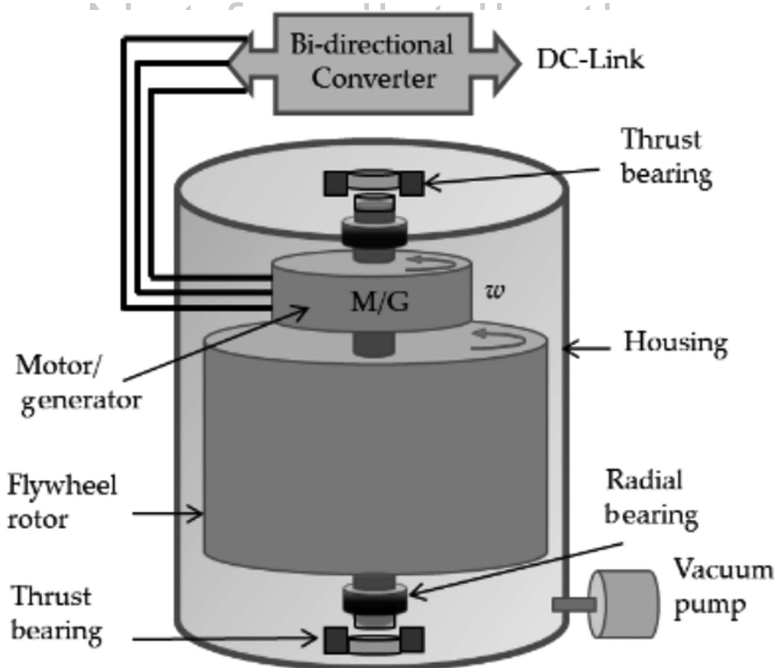 Bi-directional
Converter
DC-Link
Thrust
bearing
M/G
w
Housing
Motor/
generator
Flywheel
rotor
Radial
bearing
Vacuum
pump
Thrust
bearing